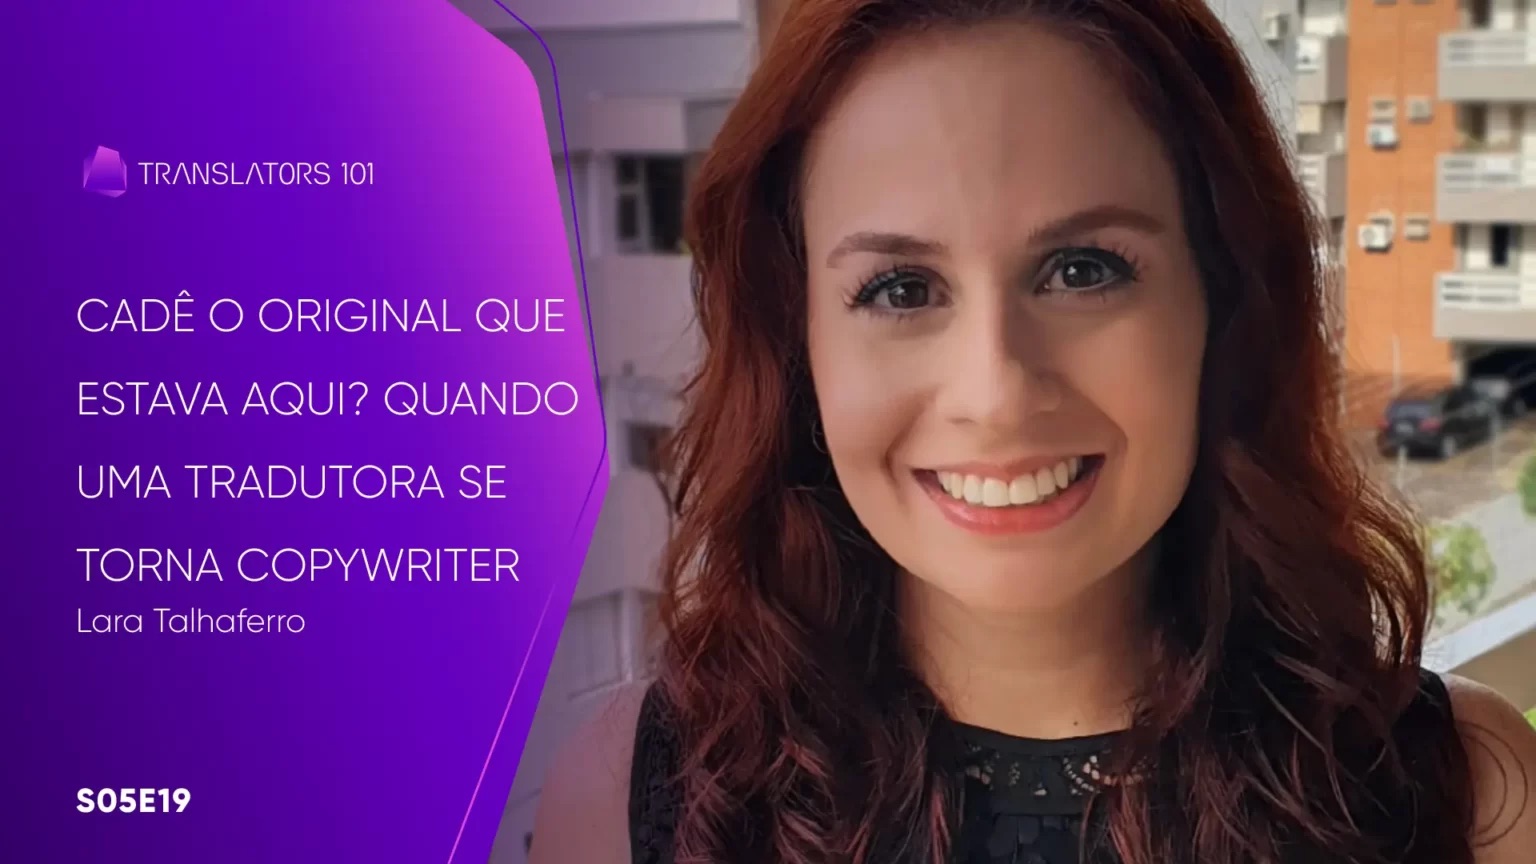 TRANSLATORS 101
CADÊ O ORIGINAL QUE
ESTAVA AQUI? QUANDO
UMA TRADUTORA SE
TORNA COPYWRITER
Lara Talhaferro
S05E19